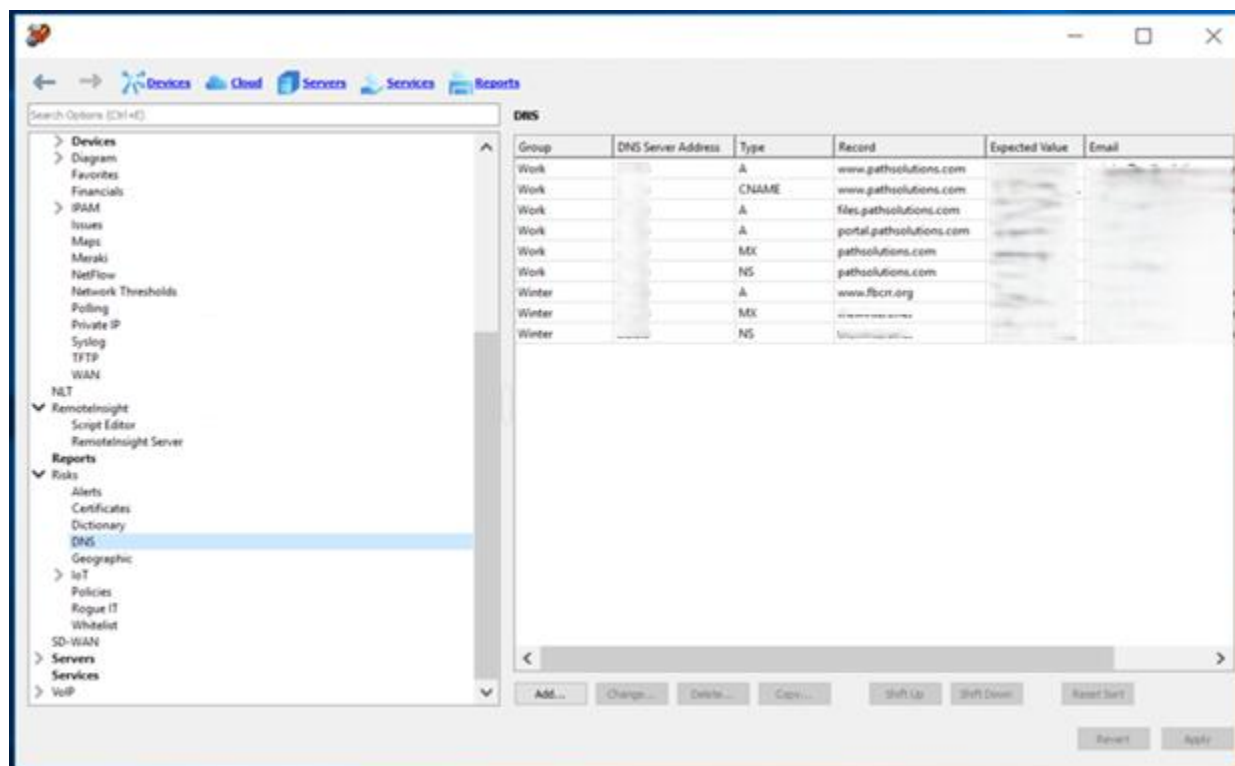 Devices Cloud Servers Services Reports
Search Options (Ctrl+E)
DNS
Devices
Diagram
Favorites
Financials
IPAM
Issues
Maps
Meraki
NetFlow
Network Thresholds
Polling
Private IP
Syslog
TFTP
WAN
NLT
RemoteInsight
Script Editor
RemoteInsight Server
Reports
Risks
Alerts
Certificates
Dictionary
DNS
Geographic
IoT
Policies
Rogue IT
Whitelist
SD-WAN
Servers
Services
VoIP
Group DNS Server Address Type Record Expected Value Email
Work A www.pathsolutions.com
Work CNAME www.pathsolutions.com
Work A files.pathsolutions.com
Work A portal.pathsolutions.com
Work MX pathsolutions.com
Work NS pathsolutions.com
Winter A www.fbcrr.org
Winter MX
Winter NS
Add... Change... Delete... Copy... Shift Up Shift Down Reset Sort
Revert Apply